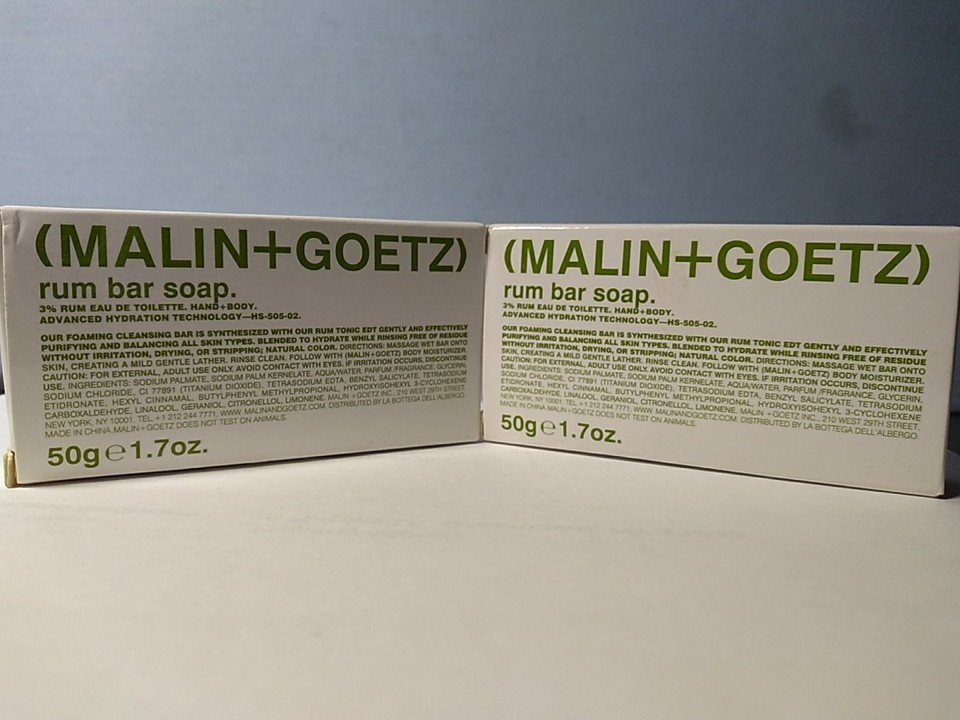 (MALIN+GOETZ)
rum bar soap.
3% RUM EAU DE TOILETTE. HAND+BODY.
ADVANCED HYDRATION TECHNOLOGY—HS-505-02.
OUR FOAMING CLEANSING BAR IS SYNTHESIZED WITH OUR RUM TONIC EDT GENTLY AND EFFECTIVELY
PURIFYING AND BALANCING ALL SKIN TYPES. BLENDED TO HYDRATE WHILE RINSING FREE OF RESIDUE
WITHOUT IRRITATION, DRYING, OR STRIPPING; NATURAL COLOR. DIRECTIONS: MASSAGE WET BAR ONTO
SKIN, CREATING A MILD GENTLE LATHER. RINSE CLEAN. FOLLOW WITH (MALIN+GOETZ) BODY MOISTURIZER.
CAUTION: FOR EXTERNAL, ADULT USE ONLY. AVOID CONTACT WITH EYES. IF IRRITATION OCCURS, DISCONTINUE
USE. INGREDIENTS: SODIUM PALMATE, SODIUM PALM KERNELATE, AQUA/WATER, PARFUM /FRAGRANCE, GLYCERIN,
SODIUM CHLORIDE, CI 77891 (TITANIUM DIOXIDE), TETRASODIUM EDTA, BENZYL SALICYLATE, TETRASODIUM
ETIDRONATE, HEXYL CINNAMAL, BUTYLPHENYL METHYLPROPIONAL, HYDROXYISOHEXYL 3-CYCLOHEXENE
CARBOXALDEHYDE, LINALOOL, GERANIOL, CITRONELLOL, LIMONENE. MALIN + GOETZ INC., 210 WEST 29TH STREET,
NEW YORK, NY 10001. TEL +1 212 244 7771, WWW. MALINANDGOETZ.COM. DISTRIBUTED BY LA BOTTEGA DELL'ALBERGO.
MADE IN CHINA.MALIN+GOETZ DOES NOT TEST ON ANIMALS.
50g e 1.7oz.
(MALIN+GOETZ)
rum bar soap.
3% RUM EAU DE TOILETTE. HAND+BODY.
ADVANCED HYDRATION TECHNOLOGY—HS-505-02.
OUR FOAMING CLEANSING BAR IS SYNTHESIZED WITH OUR RUM TONIC EDT GENTLY AND EFFECTIVELY
PURIFYING AND BALANCING ALL SKIN TYPES. BLENDED TO HYDRATE WHILE RINSING FREE OF RESIDUE
WITHOUT IRRITATION, DRYING, OR STRIPPING; NATURAL COLOR. DIRECTIONS: MASSAGE WET BAR ONTO
SKIN, CREATING A MILD GENTLE LATHER. RINSE CLEAN. FOLLOW WITH (MALIN+GOETZ) BODY MOISTURIZER.
CAUTION: FOR EXTERNAL, ADULT USE ONLY. AVOID CONTACT WITH EYES. IF IRRITATION OCCURS, DISCONTINUE
USE. INGREDIENTS: SODIUM PALMATE, SODIUM PALM KERNELATE, AQUA/WATER, PARFUM /FRAGRANCE, GLYCERIN,
SODIUM CHLORIDE, CI 77891 (TITANIUM DIOXIDE), TETRASODIUM EDTA, BENZYL SALICYLATE, TETRASODIUM
ETIDRONATE, HEXYL CINNAMAL, BUTYLPHENYL METHYLPROPIONAL, HYDROXYISOHEXYL 3-CYCLOHEXENE
CARBOXALDEHYDE, LINALOOL, GERANIOL, CITRONELLOL, LIMONENE. MALIN + GOETZ INC., 210 WEST 29TH STREET,
NEW YORK, NY 10001. TEL +1 212 244 7771, WWW. MALINANDGOETZ.COM. DISTRIBUTED BY LA BOTTEGA DELL'ALBERGO.
MADE IN CHINA.MALIN+GOETZ DOES NOT TEST ON ANIMALS.
50g e 1.7oz.